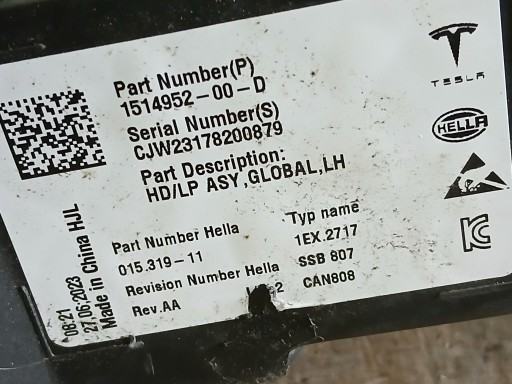 Part Number(P)
1514952-00-D
Serial Number(S)
CJW23178200879
Part Description:
HD/LP ASY,GLOBAL,LH
TESLA
HELLA
08:21
27.06.2023
Made in China HJL
Part Number Hella
015.319-11
Revision Number Hella
Rev.AA
2
Typ name
1EX.2717
SSB 807
CAN808